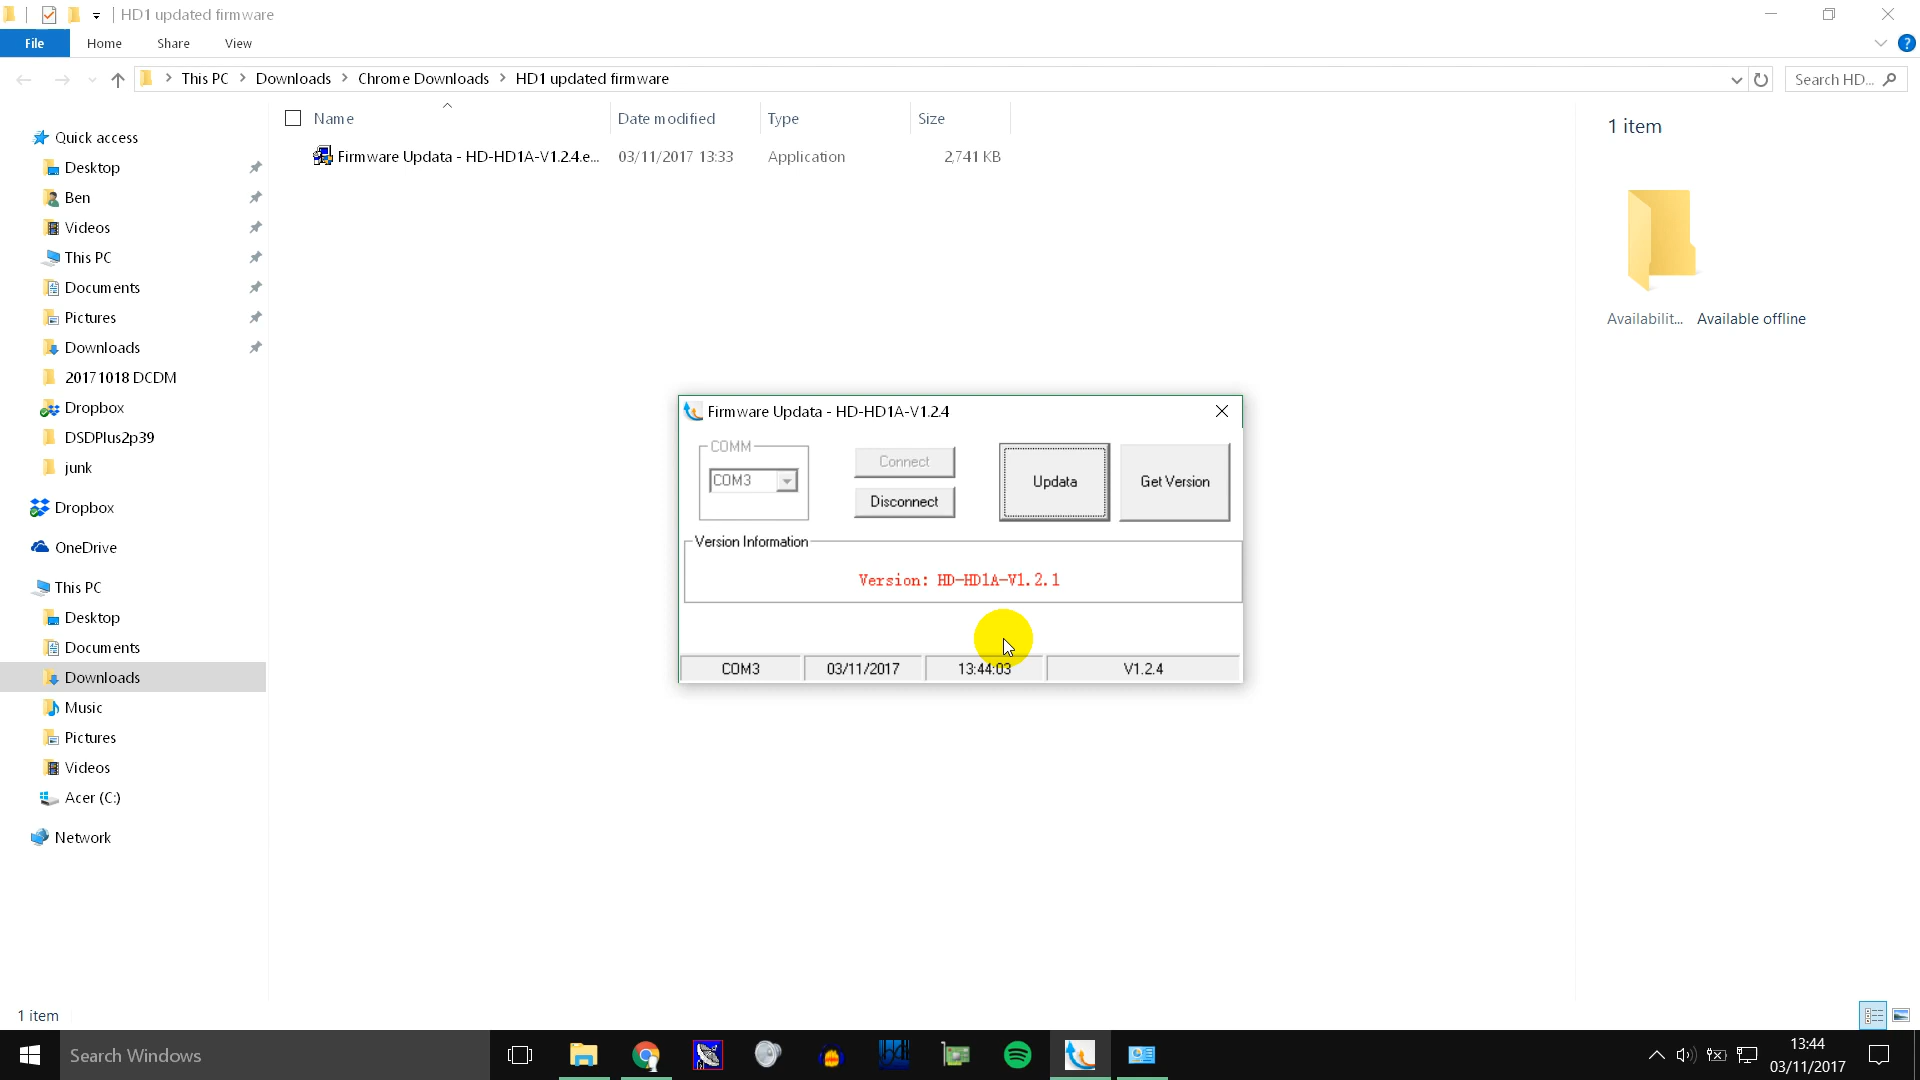 HD1 updated firmware
File
Home
Share
View
This PC
Downloads
Chrome Downloads
HD1 updated firmware
Search HD...
Name
Date modified
Type
Size
Firmware Updata - HD-HD1A-V1.2.4.e...
03/11/2017 13:33
Application
2,741 KB
1 item
Availabilit...
Available offline
Quick access
Desktop
Ben
Videos
This PC
Documents
Pictures
Downloads
20171018 DCDM
Dropbox
DSDPlus2p39
junk
Dropbox
OneDrive
This PC
Desktop
Documents
Downloads
Music
Pictures
Videos
Acer (C:)
Network
Firmware Updata - HD-HD1A-V1.2.4
COMM
COM3
Connect
Disconnect
Updata
Get Version
Version Information
Version: HD-HD1A-V1.2.1
COM3
03/11/2017
13:44:03
V1.2.4
1 item
Search Windows
13:44
03/11/2017